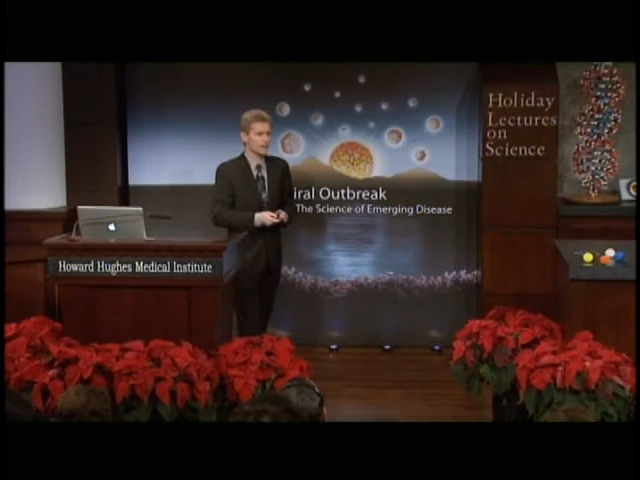 Holiday
Lectures
on
Science
iral Outbreak
The Science of Emerging Disease
Howard Hughes Medical Institute